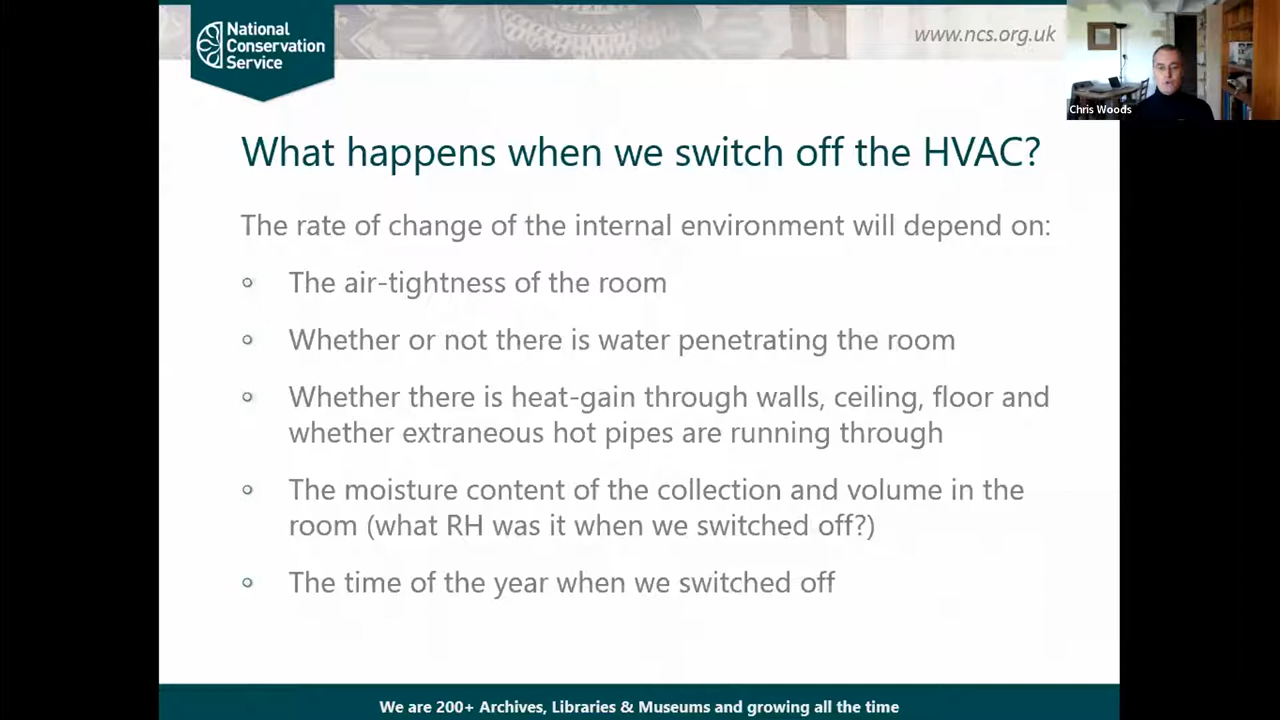 National
Conservation
Service
www.ncs.org.uk
Chris Woods
What happens when we switch off the HVAC?
The rate of change of the internal environment will depend on:
The air-tightness of the room
Whether or not there is water penetrating the room
Whether there is heat-gain through walls, ceiling, floor and
whether extraneous hot pipes are running through
The moisture content of the collection and volume in the
room (what RH was it when we switched off?)
The time of the year when we switched off
We are 200+ Archives, Libraries & Museums and growing all the time